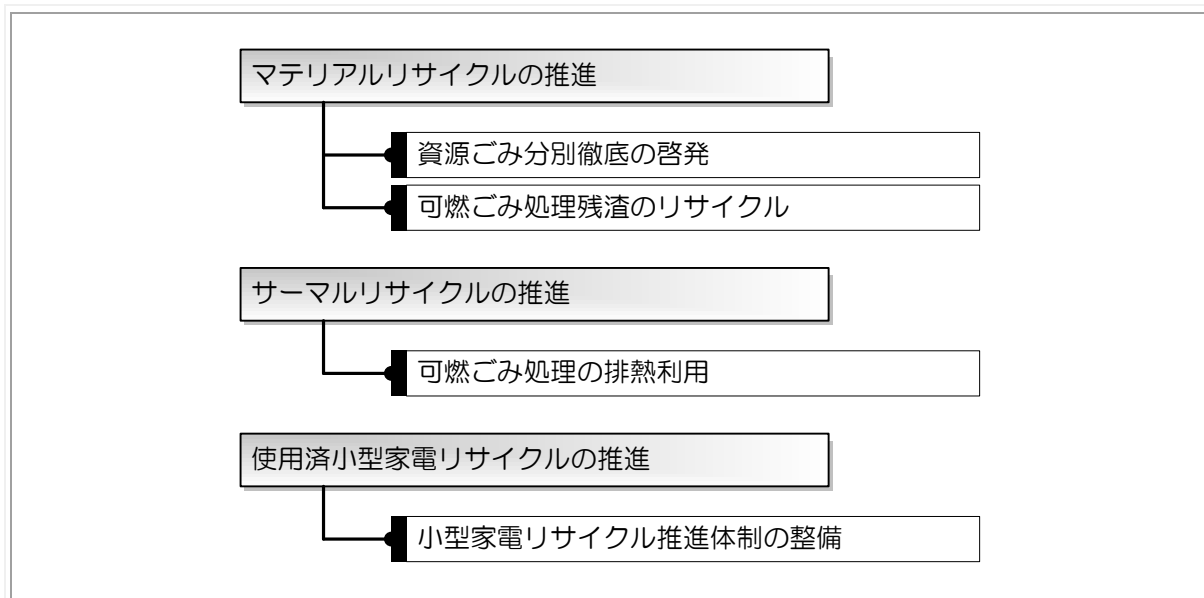 マテリアルリサイクルの推進
資源ごみ分別徹底の啓発
可燃ごみ処理残渣のリサイクル
サーマルリサイクルの推進
可燃ごみ処理の排熱利用
使用済小型家電リサイクルの推進
小型家電リサイクル推進体制の整備